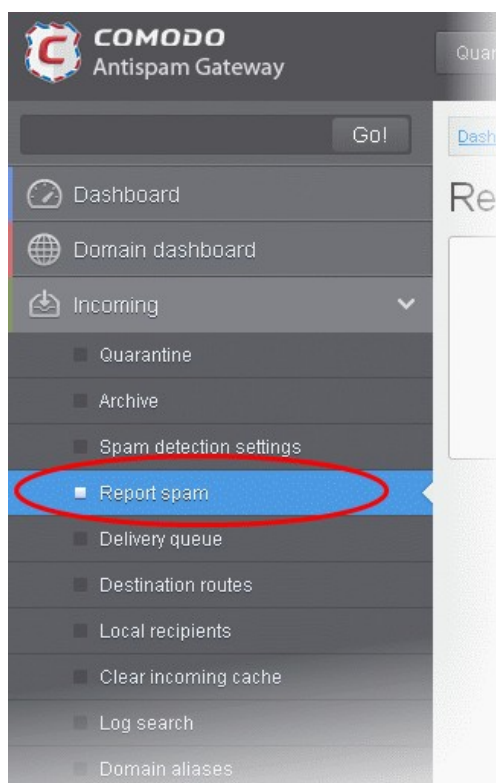 COMODO
Antispam Gateway
Go!
Dashboard
Domain dashboard
Incoming
Quarantine
Archive
Spam detection settings
Report spam
Delivery queue
Destination routes
Local recipients
Clear incoming cache
Log search
Domain aliases